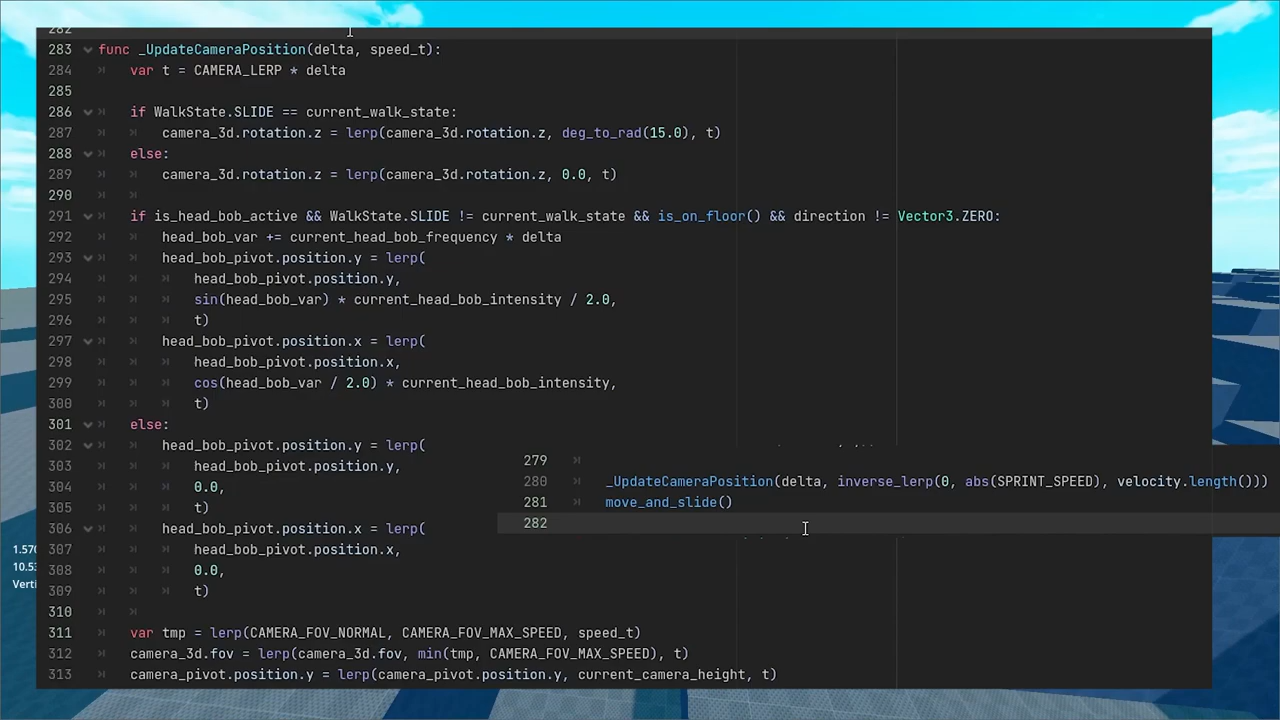 282
283 func _UpdateCameraPosition(delta, speed_t):
284 var t = CAMERA_LERP * delta
285
286 if WalkState.SLIDE == current_walk_state:
287 camera_3d.rotation.z = lerp(camera_3d.rotation.z, deg_to_rad(15.0), t)
288 else:
289 camera_3d.rotation.z = lerp(camera_3d.rotation.z, 0.0, t)
290
291 if is_head_bob_active && WalkState.SLIDE != current_walk_state && is_on_floor() && direction != Vector3.ZERO:
292 head_bob_var += current_head_bob_frequency * delta
293 head_bob_pivot.position.y = lerp(
294 head_bob_pivot.position.y,
295 sin(head_bob_var) * current_head_bob_intensity / 2.0,
296 t)
297 head_bob_pivot.position.x = lerp(
298 head_bob_pivot.position.x,
299 cos(head_bob_var / 2.0) * current_head_bob_intensity,
300 t)
301 else:
302 head_bob_pivot.position.y = lerp(
303 head_bob_pivot.position.y,
304 0.0,
305 t)
306 head_bob_pivot.position.x = lerp(
307 head_bob_pivot.position.x,
308 0.0,
309 t)
310
311 var tmp = lerp(CAMERA_FOV_NORMAL, CAMERA_FOV_MAX_SPEED, speed_t)
312 camera_3d.fov = lerp(camera_3d.fov, min(tmp, CAMERA_FOV_MAX_SPEED), t)
313 camera_pivot.position.y = lerp(camera_pivot.position.y, current_camera_height, t)
279
280 _UpdateCameraPosition(delta, inverse_lerp(0, abs(SPRINT_SPEED), velocity.length()))
281 move_and_slide()
282
1.570
10.53
Verti